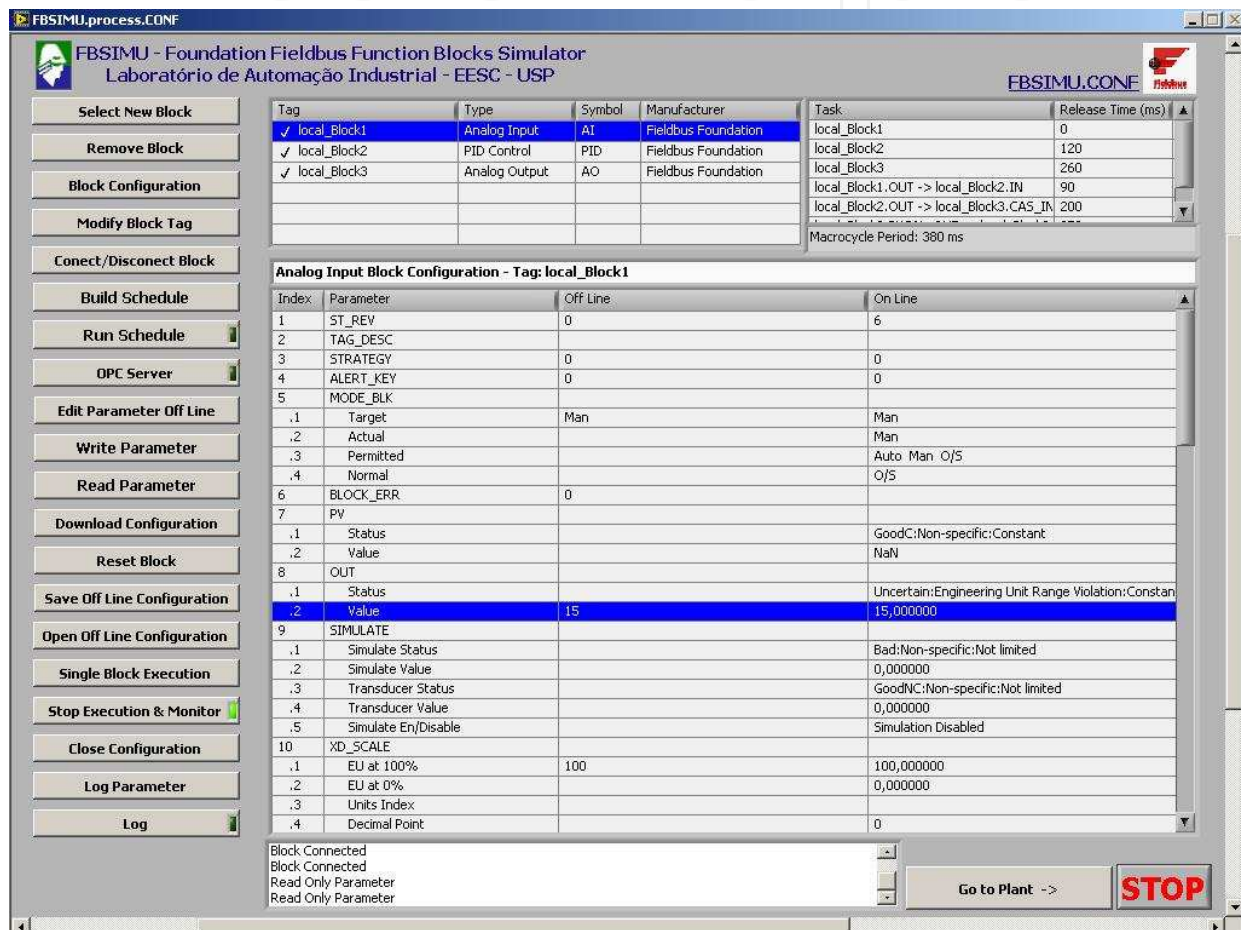 FBSIMU.process.CONF
FBSIMU - Foundation Fieldbus Function Blocks Simulator
Laboratório de Automação Industrial - EESC - USP
FBSIMU.CONF
Fieldbus
Select New Block
Remove Block
Block Configuration
Modify Block Tag
Conect/Disconect Block
Build Schedule
Run Schedule
OPC Server
Edit Parameter Off Line
Write Parameter
Read Parameter
Download Configuration
Reset Block
Save Off Line Configuration
Open Off Line Configuration
Single Block Execution
Stop Execution & Monitor
Close Configuration
Log Parameter
Log
Tag Type Symbol Manufacturer
✓ local_Block1 Analog Input AI Fieldbus Foundation
✓ local_Block2 PID Control PID Fieldbus Foundation
✓ local_Block3 Analog Output AO Fieldbus Foundation
Task Release Time (ms)
local_Block1 0
local_Block2 120
local_Block3 260
local_Block1.OUT -> local_Block2.IN 90
local_Block2.OUT -> local_Block3.CAS_IN 200
Macrocycle Period: 380 ms
Analog Input Block Configuration - Tag: local_Block1
Index Parameter Off Line On Line
1 ST_REV 0 6
2 TAG_DESC
3 STRATEGY 0 0
4 ALERT_KEY 0 0
5 MODE_BLK
.1 Target Man Man
.2 Actual Man
.3 Permitted Auto Man O/S
.4 Normal O/S
6 BLOCK_ERR 0
7 PV
.1 Status GoodC:Non-specific:Constant
.2 Value NaN
8 OUT
.1 Status Uncertain:Engineering Unit Range Violation:Constan
.2 Value 15 15,000000
9 SIMULATE
.1 Simulate Status Bad:Non-specific:Not limited
.2 Simulate Value 0,000000
.3 Transducer Status GoodNC:Non-specific:Not limited
.4 Transducer Value 0,000000
.5 Simulate En/Disable Simulation Disabled
10 XD_SCALE
.1 EU at 100% 100 100,000000
.2 EU at 0% 0,000000
.3 Units Index
.4 Decimal Point 0
Block Connected
Block Connected
Read Only Parameter
Read Only Parameter
Go to Plant ->
STOP